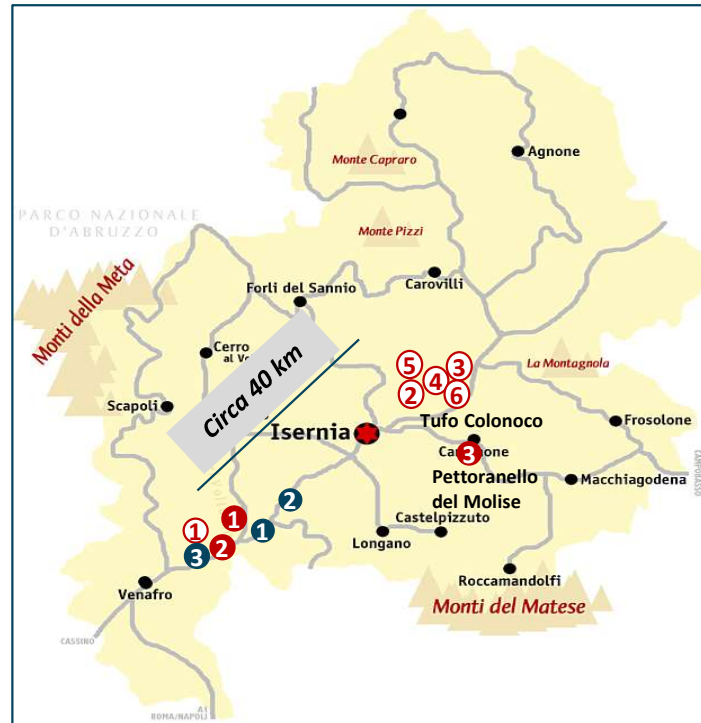 Agnone
Monte Capraro
PARCO NAZIONALE
D'ABRUZZO
Monte Pizzi
Monti della Meta
Carovilli
Forli del Sannio
Cerro
Circa 40 km
La Montagnola
5
3
4
2
6
Scapoli
Tufo Colonoco
Frosolone
Isernia
3
CAMPOBASSO
Pettoranello
del Molise
Macchiagodena
2
1
1
1
Castelpizzuto
Longano
3
2
Venafro
Roccamandolfi
Monti del Matese
CASSINO
A1
ROMA/NAPOLI